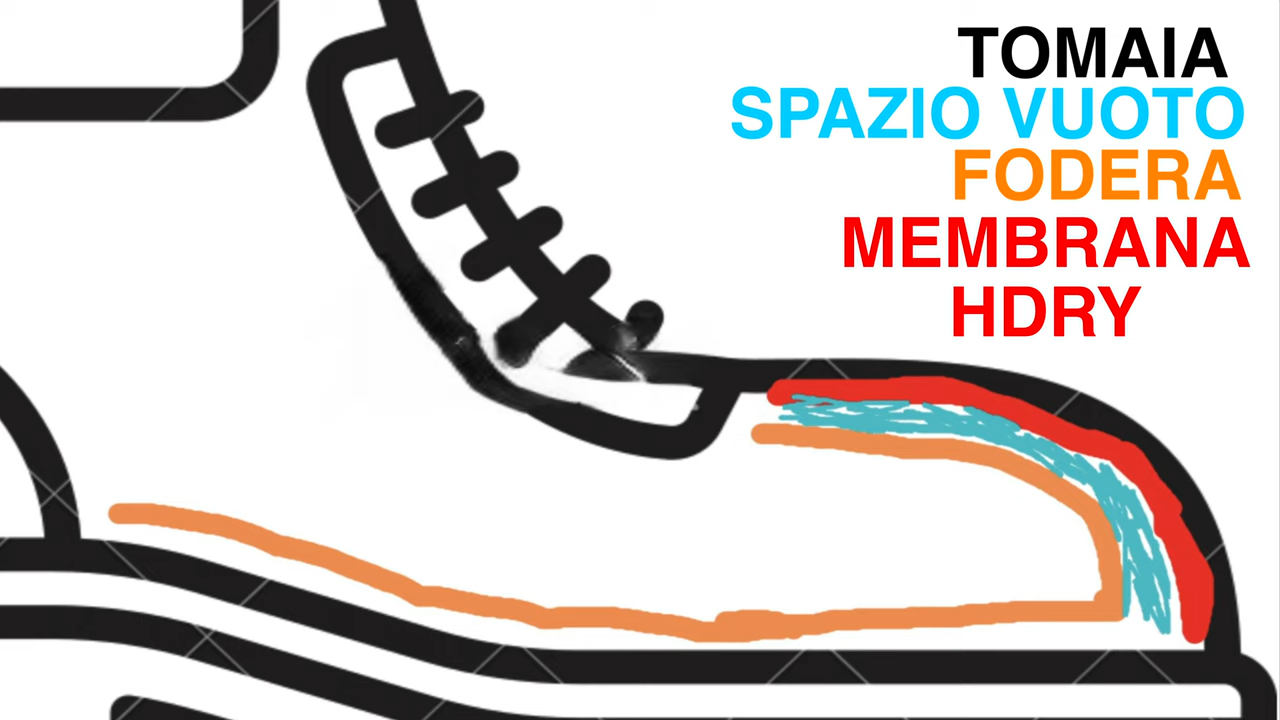 TOMAIA
SPAZIO VUOTO
FODERA
MEMBRANA
HDRY